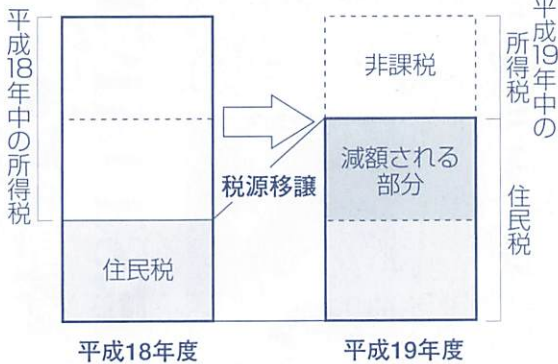 平成18年中の所得税
平成19年中の
所得税
非課税
減額される
部分
税源移譲
住民税
住民税
平成18年度
平成19年度